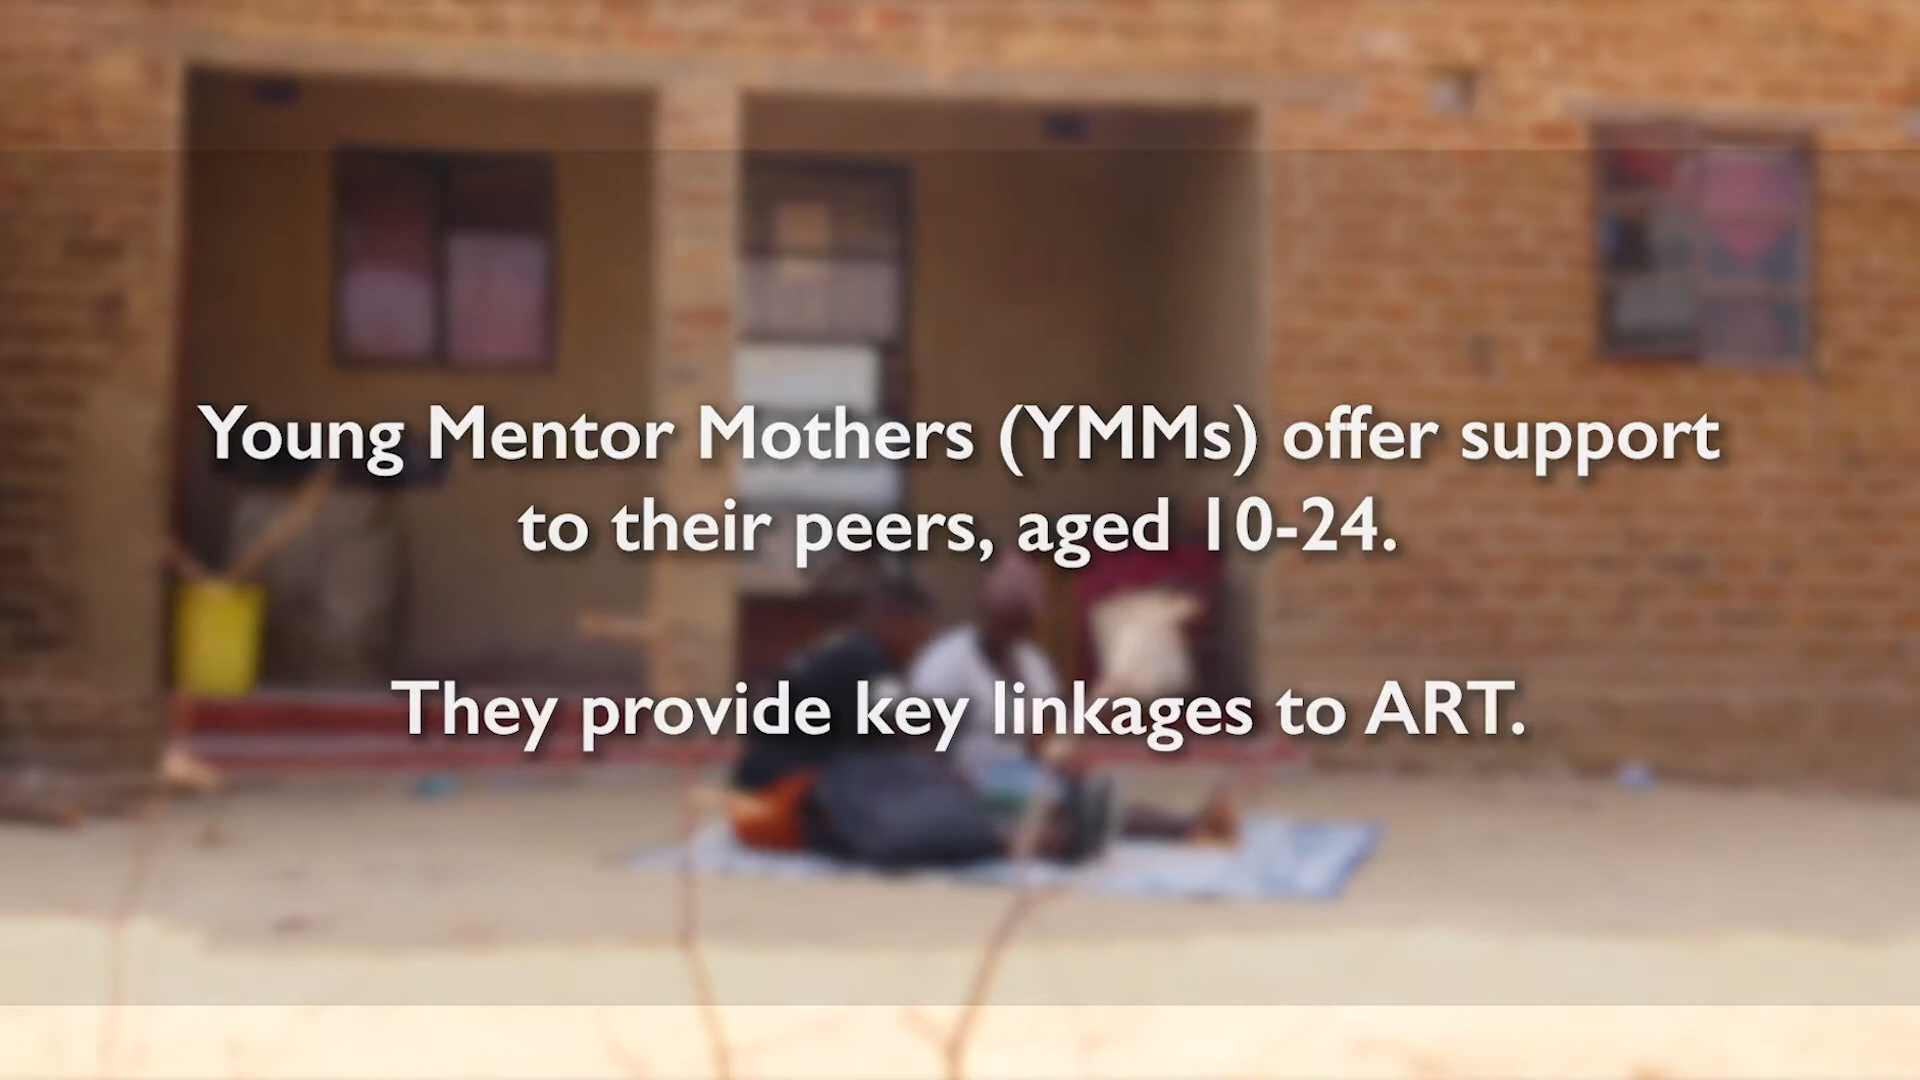 Young Mentor Mothers (YMMs) offer support
to their peers, aged 10-24.
They provide key linkages to ART.